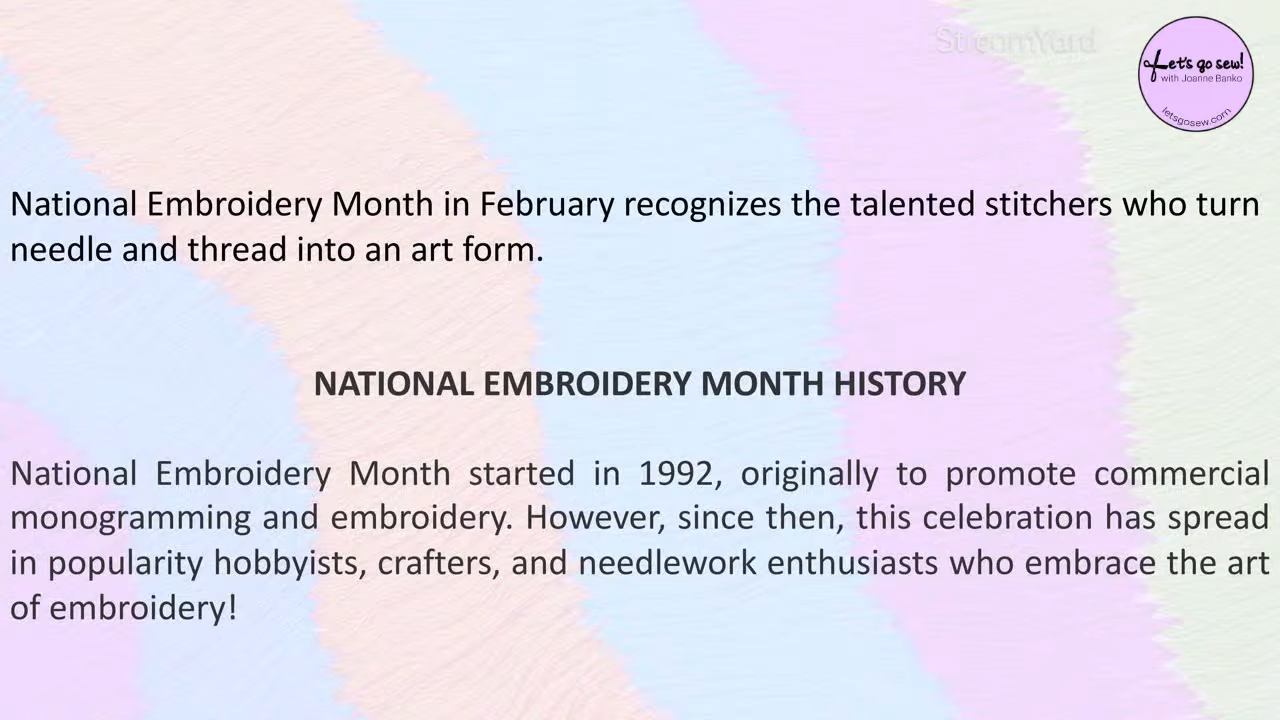 StreamYard
Let's go sew!
with Joanne Banko
letsgosew.com
National Embroidery Month in February recognizes the talented stitchers who turn
needle and thread into an art form.
NATIONAL EMBROIDERY MONTH HISTORY
National Embroidery Month started in 1992, originally to promote commercial
monogramming and embroidery. However, since then, this celebration has spread
in popularity hobbyists, crafters, and needlework enthusiasts who embrace the art
of embroidery!